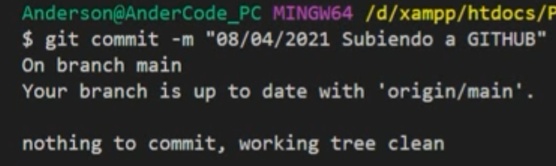 Anderson@AnderCode_PC MINGW64 /d/xampp/htdocs/
$ git commit -m "08/04/2021 Subiendo a GITHUB"
On branch main
Your branch is up to date with 'origin/main'.
nothing to commit, working tree clean